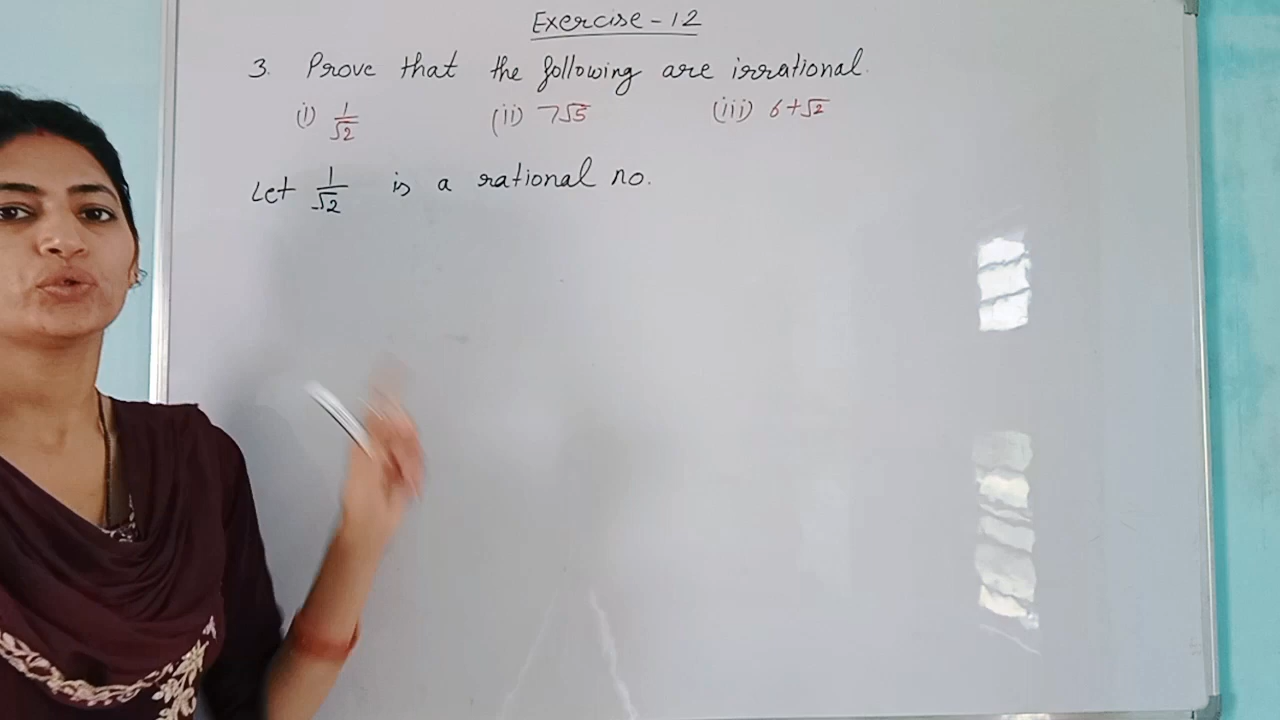 Exercise - 12
3. Prove that the following are irrational.
(i) 1/√2 (ii) 7√5 (iii) 6+√2
Let 1/√2 is a rational no.